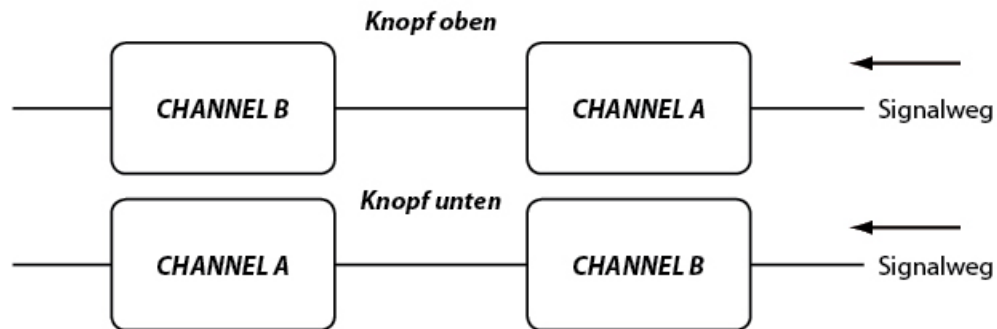 Knopf oben
CHANNEL B
CHANNEL A
Signalweg
Knopf unten
CHANNEL A
CHANNEL B
Signalweg